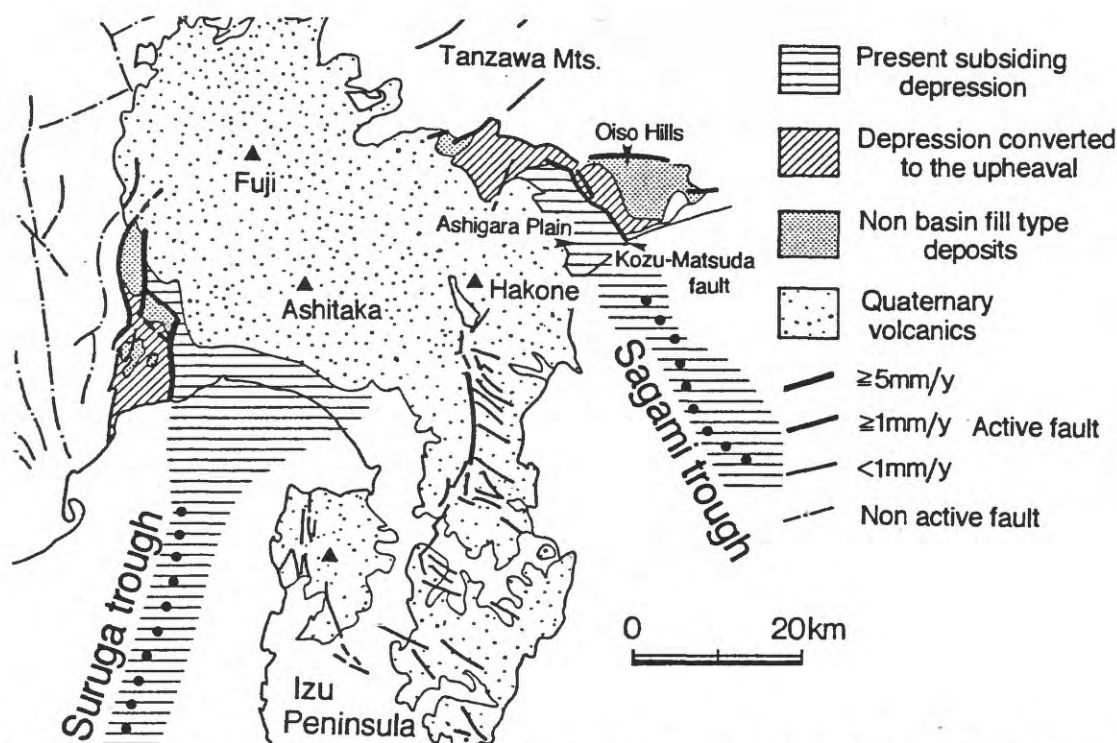 Tanzawa Mts.
Oiso Hills
Fuji
Ashigara Plain
Kozu-Matsuda
fault
Ashitaka
Hakone
Sagami trough
Suruga trough
Izu
Peninsula
0 20km
Present subsiding
depression
Depression converted
to the upheaval
Non basin fill type
deposits
Quaternary
volcanics
≧5mm/y
≧1mm/y Active fault
<1mm/y
Non active fault